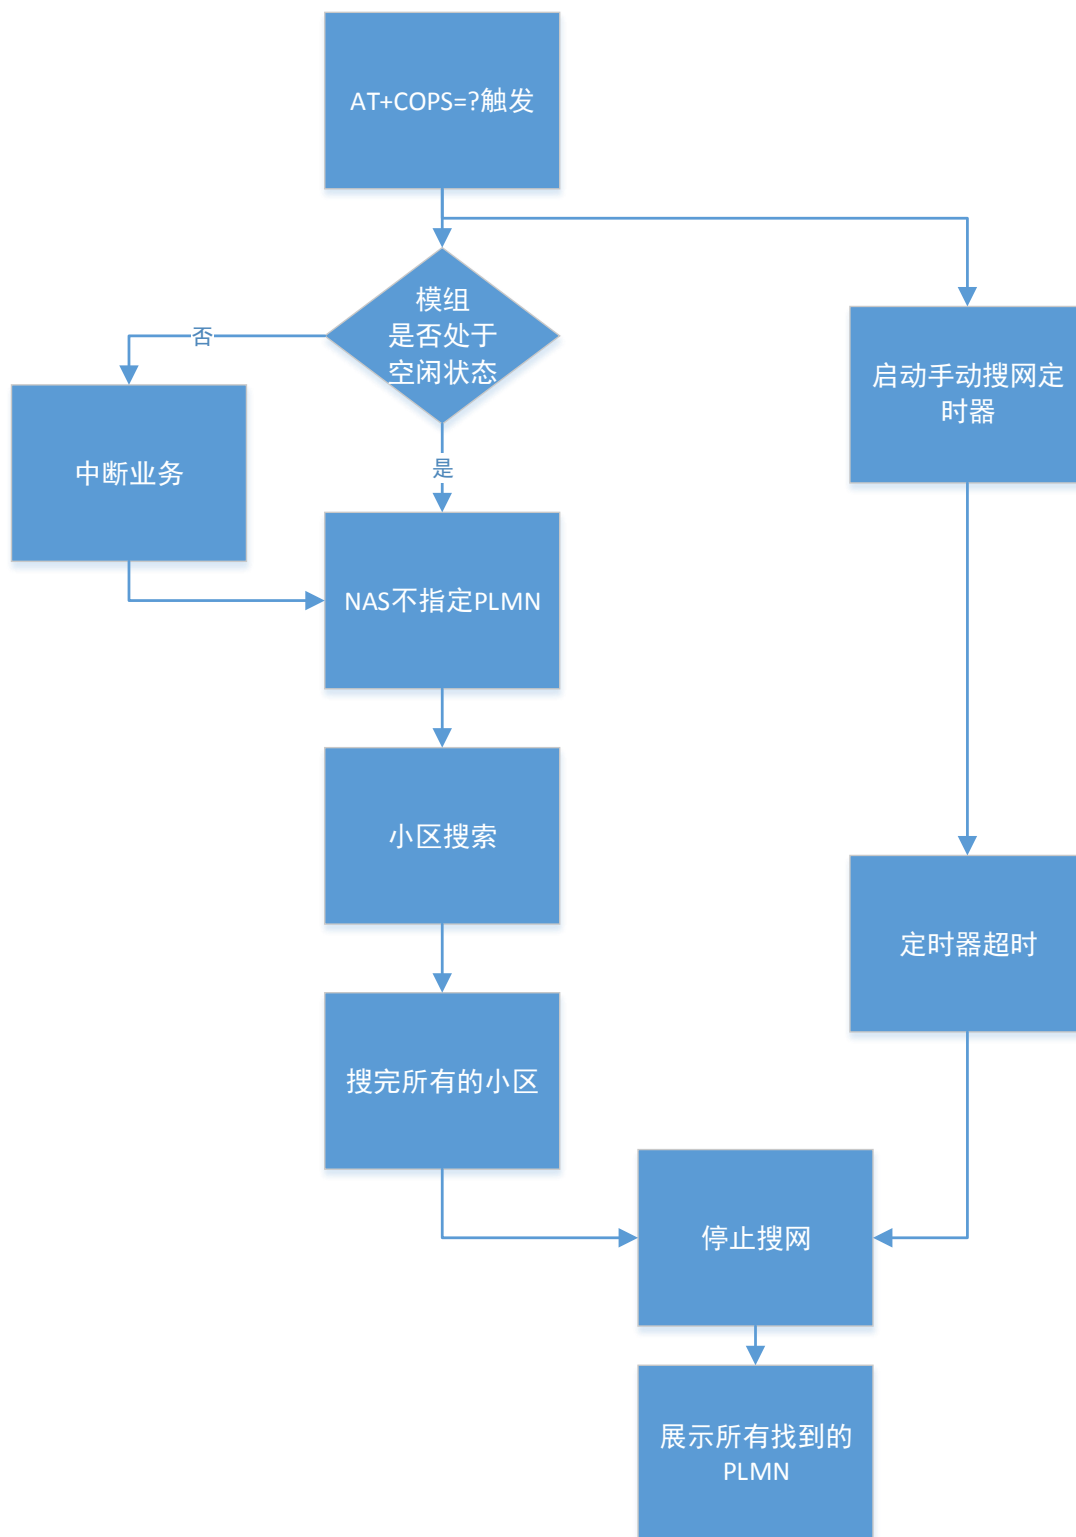 AT+COPS=?触发
模组
是否处于
空闲状态
否
是
启动手动搜网定
时器
中断业务
NAS不指定PLMN
小区搜索
定时器超时
搜完所有的小区
停止搜网
展示所有找到的
PLMN